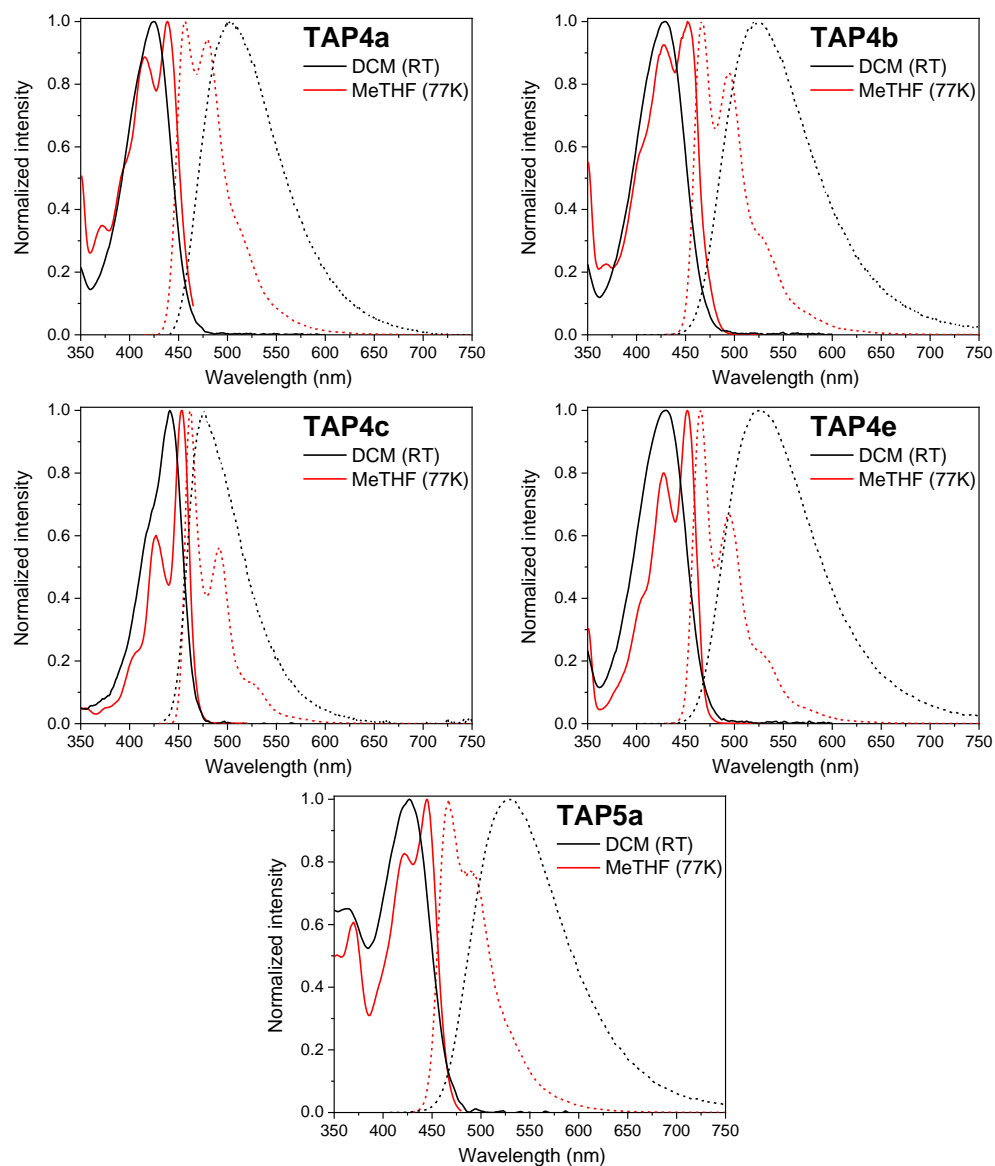 TAP4a
DCM (RT)
MeTHF (77K)
Normalized intensity
1.0
0.8
0.6
0.4
0.2
0.0
350 400 450 500 550 600 650 700 750
Wavelength (nm)
TAP4b
DCM (RT)
MeTHF (77K)
Normalized intensity
1.0
0.8
0.6
0.4
0.2
0.0
350 400 450 500 550 600 650 700 750
Wavelength (nm)
TAP4c
DCM (RT)
MeTHF (77K)
Normalized intensity
1.0
0.8
0.6
0.4
0.2
0.0
350 400 450 500 550 600 650 700 750
Wavelength (nm)
TAP4e
DCM (RT)
MeTHF (77K)
Normalized intensity
1.0
0.8
0.6
0.4
0.2
0.0
350 400 450 500 550 600 650 700 750
Wavelength (nm)
TAP5a
DCM (RT)
MeTHF (77K)
Normalized intensity
1.0
0.8
0.6
0.4
0.2
0.0
350 400 450 500 550 600 650 700 750
Wavelength (nm)